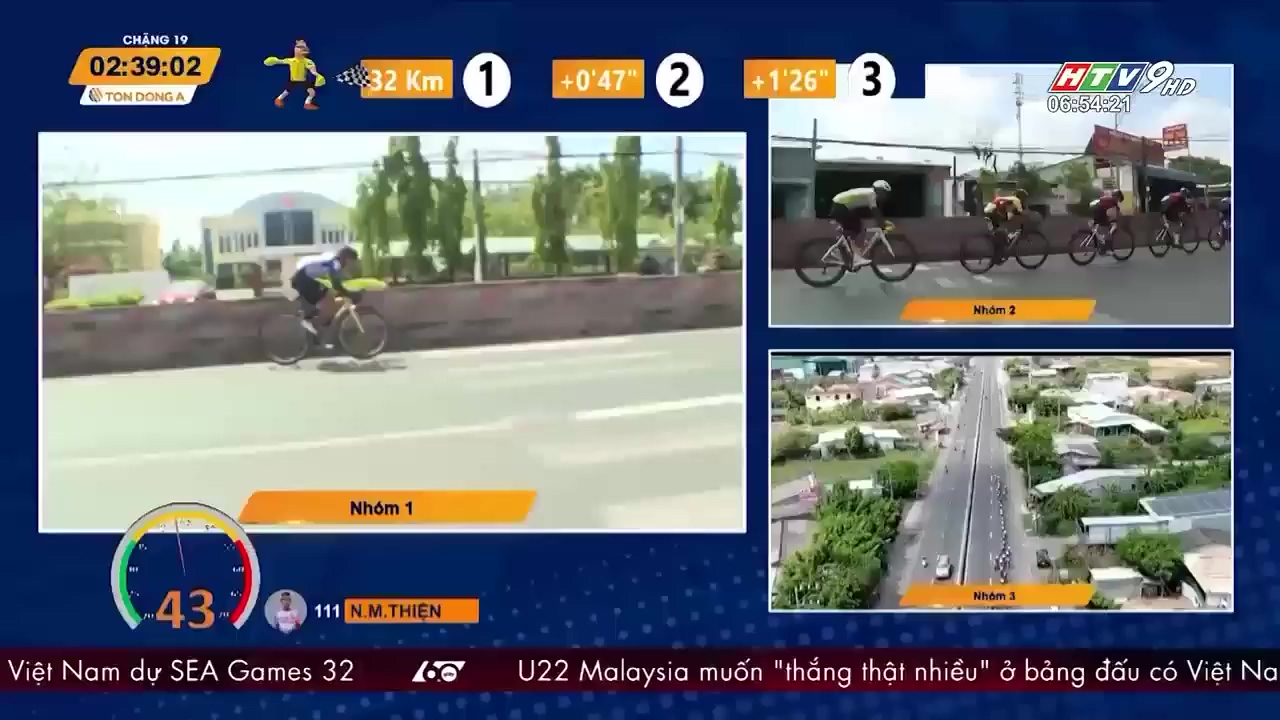 CHẶNG 19
02:39:02
TON DONG A
32 Km 1 +0'47" 2 +1'26" 3
HTV9HD
06:54:21
Nhóm 1
Nhóm 2
Nhóm 3
43
111 N.M.THIỆN
Việt Nam dự SEA Games 32
60 giây
U22 Malaysia muốn "thắng thật nhiều" ở bảng đấu có Việt Na